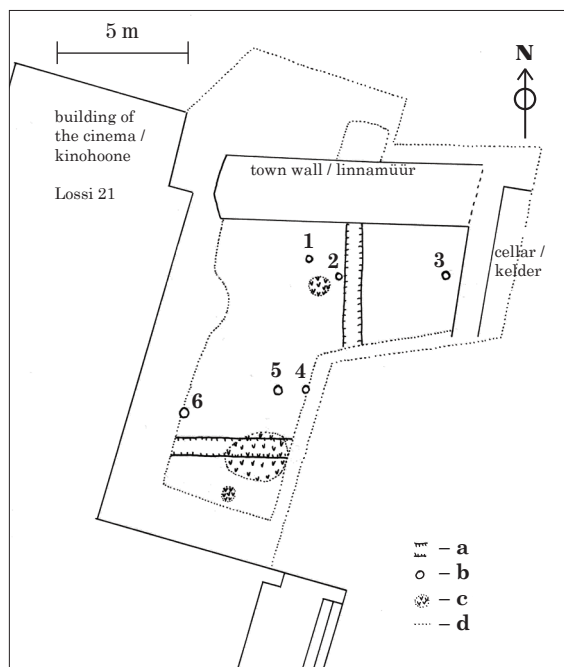 5 m
N
building of
the cinema /
kinohoone
Lossi 21
town wall / linnamüür
cellar /
kelder
1
2
3
5
4
6
– a
– b
– c
– d